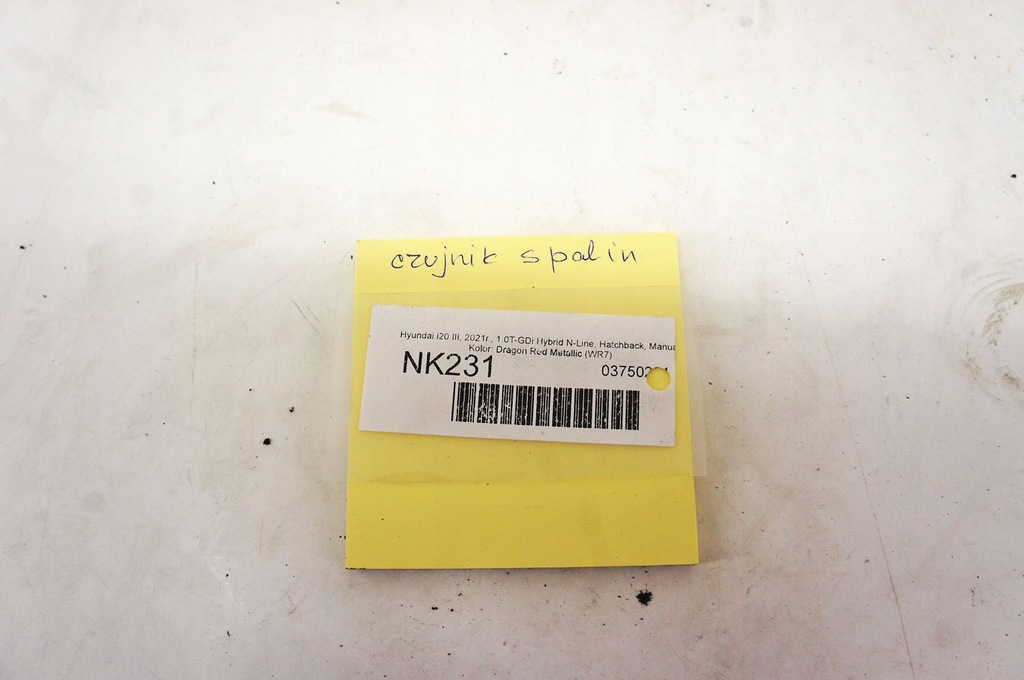 czujnik spalin
Hyundai i20 III, 2021r., 1.0T-GDi Hybrid N-Line, Hatchback, Manua
Kolor: Dragon Red Metallic (WR7)
NK231